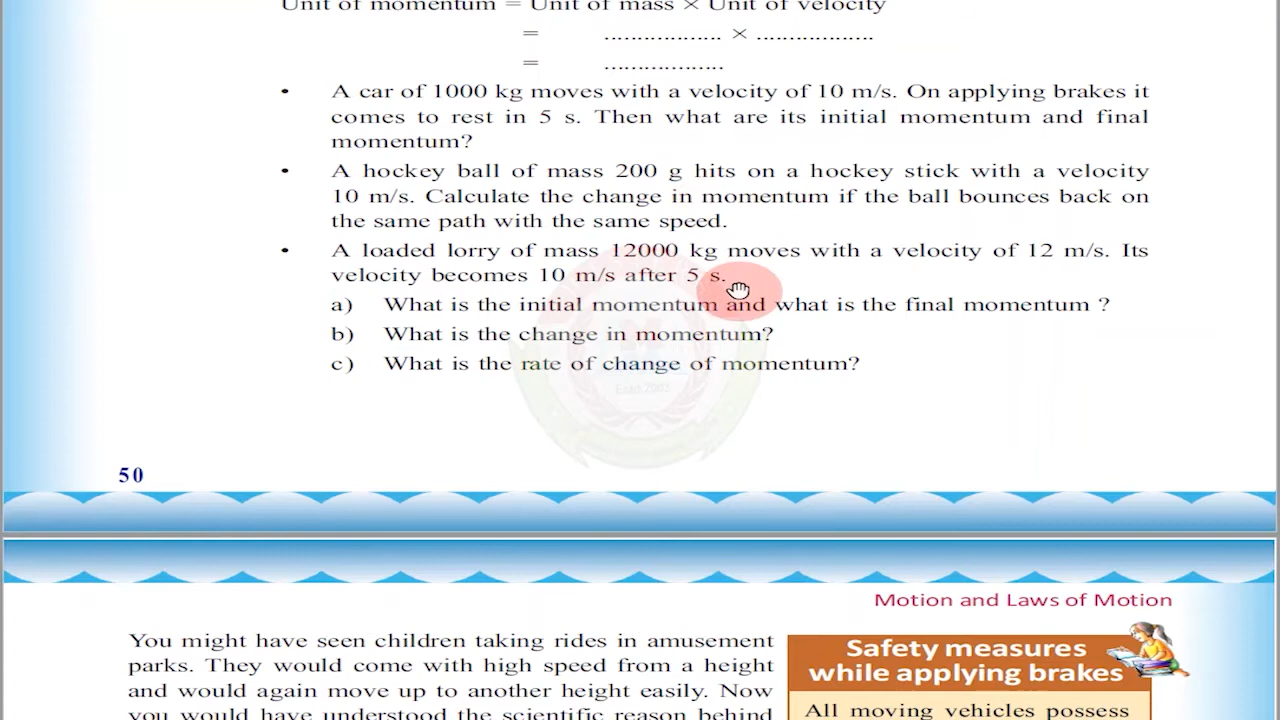 Unit of momentum = Unit of mass × Unit of velocity
= .................. × ..................
= ..................
• A car of 1000 kg moves with a velocity of 10 m/s. On applying brakes it
comes to rest in 5 s. Then what are its initial momentum and final
momentum?
• A hockey ball of mass 200 g hits on a hockey stick with a velocity
10 m/s. Calculate the change in momentum if the ball bounces back on
the same path with the same speed.
• A loaded lorry of mass 12000 kg moves with a velocity of 12 m/s. Its
velocity becomes 10 m/s after 5 s.
a) What is the initial momentum and what is the final momentum ?
b) What is the change in momentum?
c) What is the rate of change of momentum?
Estd.2003
50
Motion and Laws of Motion
You might have seen children taking rides in amusement
parks. They would come with high speed from a height
and would again move up to another height easily. Now
you would have understood the scientific reason behind
Safety measures
while applying brakes
All moving vehicles possess